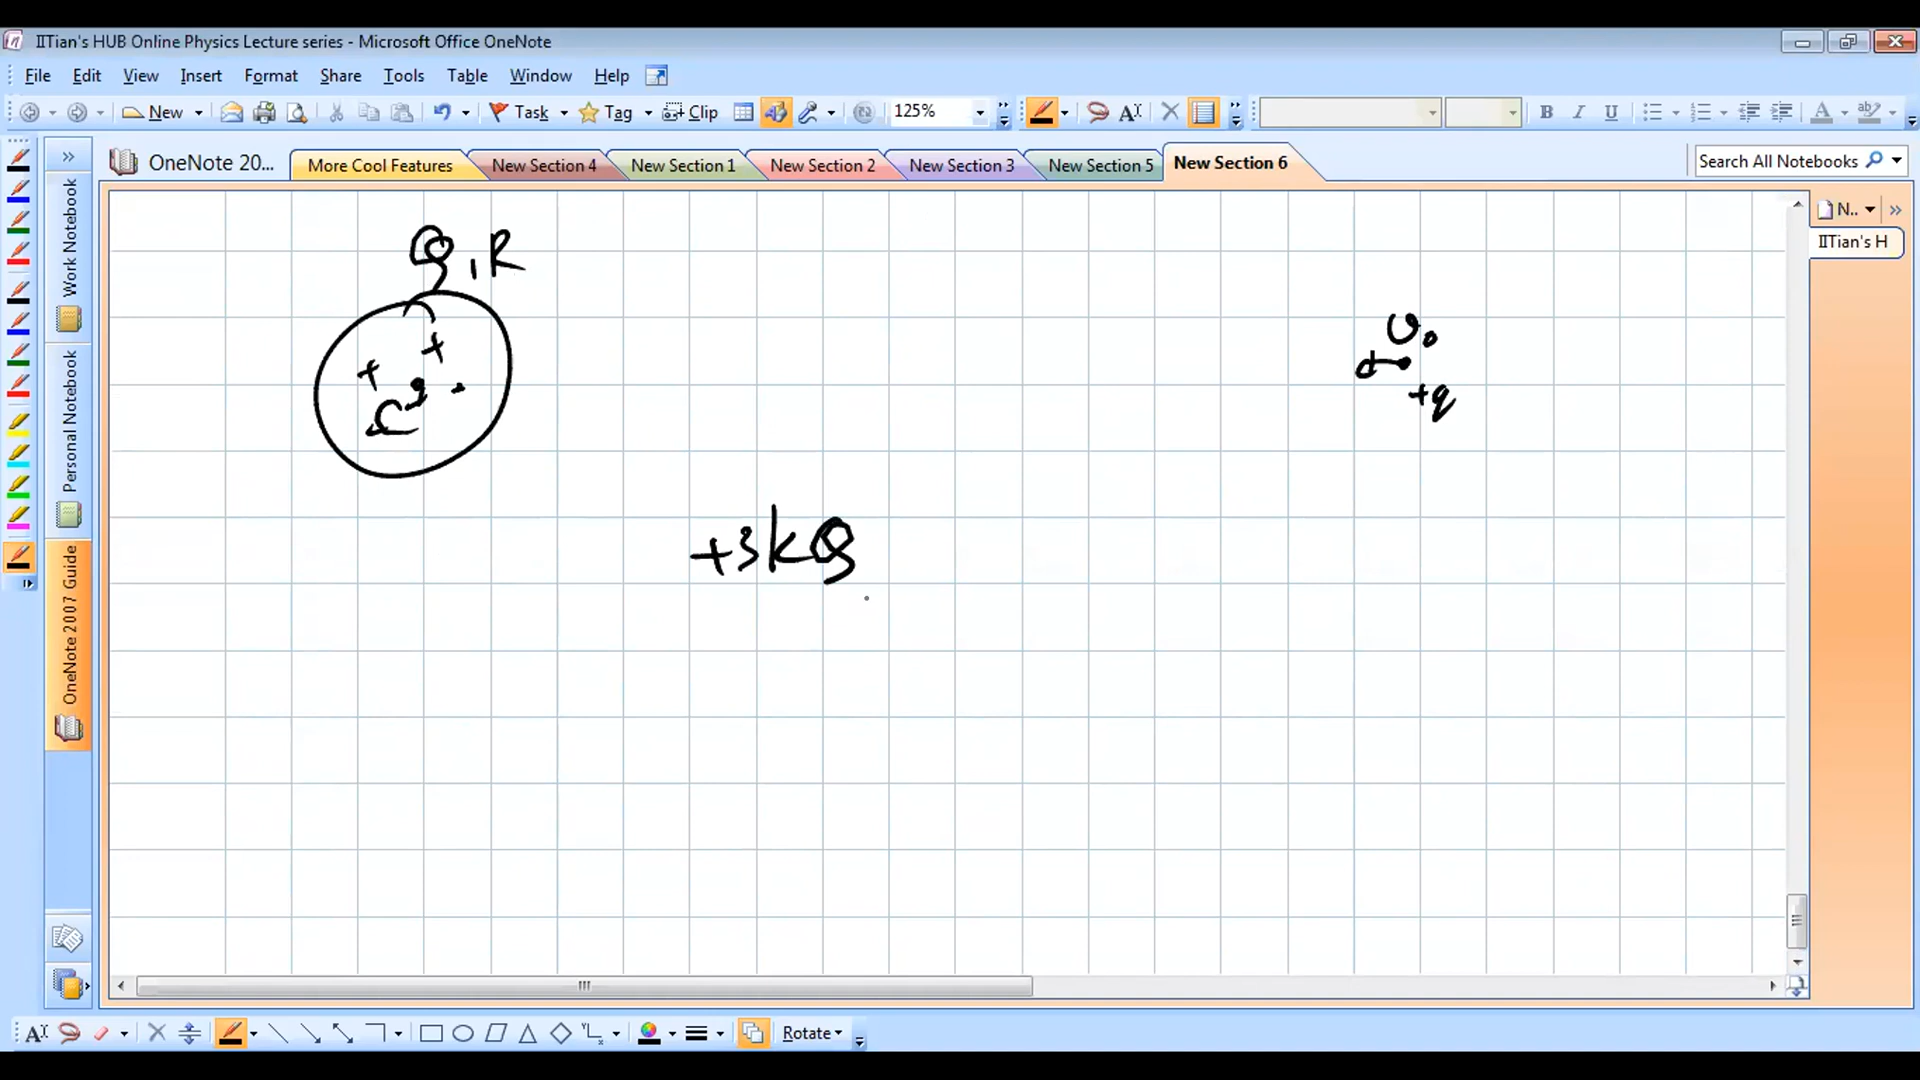 IITian's HUB Online Physics Lecture series - Microsoft Office OneNote
File Edit View Insert Format Share Tools Table Window Help
New Task Tag Clip 125% B I U A ab
OneNote 20... More Cool Features New Section 4 New Section 1 New Section 2 New Section 3 New Section 5 New Section 6 Search All Notebooks
N..
IITian's H
Work Notebook
Personal Notebook
OneNote 2007 Guide
Q, R
+ +
υ₀
+q
+3kQ
Rotate